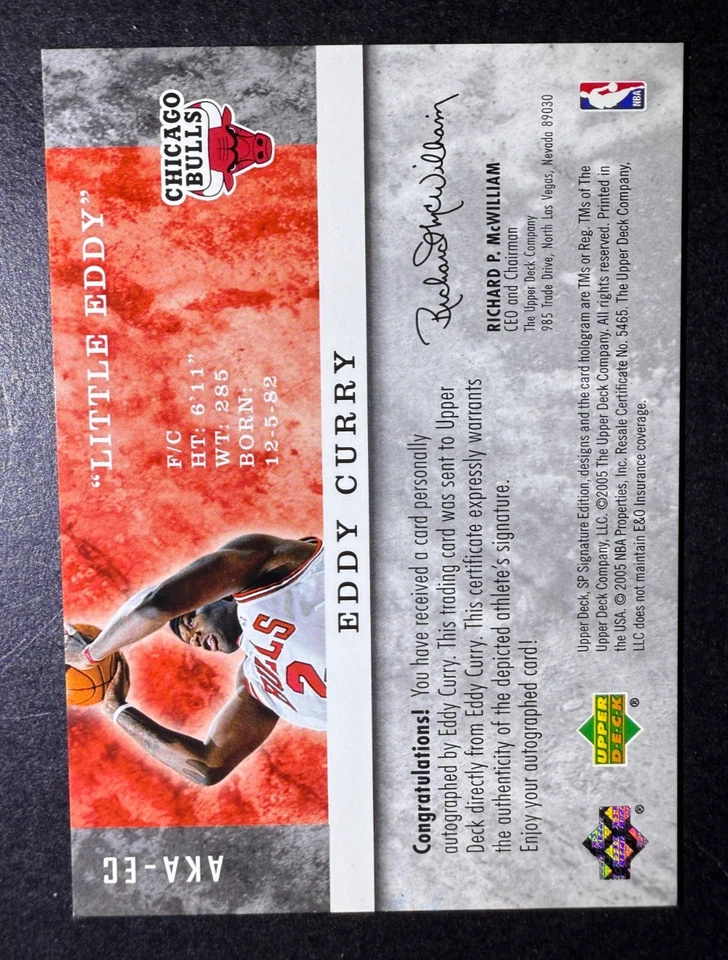 CHICAGO
BULLS
"LITTLE EDDY"
F/C
HT: 6'11"
WT: 285
BORN:
12-5-82
BULLS
2
AKA-EC
EDDY CURRY
Congratulations! You have received a card personally
autographed by Eddy Curry. This trading card was sent to Upper
Deck directly from Eddy Curry. This certificate expressly warrants
the authenticity of the depicted athlete's signature.
Enjoy your autographed card!
Richard McWilliam
RICHARD P. McWILLIAM
CEO and Chairman
The Upper Deck Company
985 Trade Drive, North Las Vegas, Nevada 89030
UPPER
DECK
®
®
Upper Deck, SP Signature Edition, designs and the card hologram are TMs or Reg. TMs of The
Upper Deck Company, LLC. ©2005 The Upper Deck Company. All rights reserved. Printed in
the USA. © 2005 NBA Properties, Inc. Resale Certificate No. 5465. The Upper Deck Company,
LLC does not maintain E&O Insurance coverage.
NBA